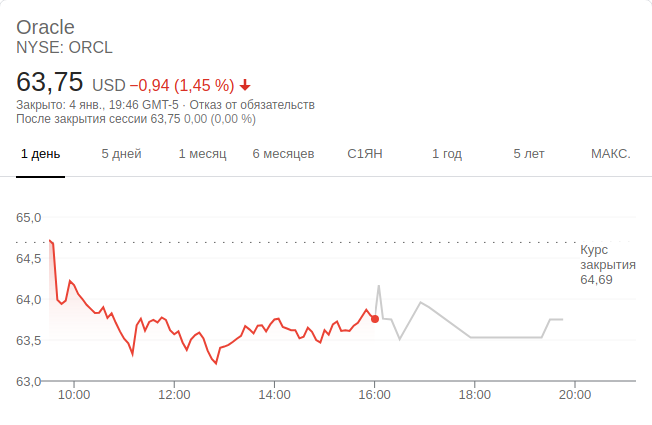 Oracle
NYSE: ORCL
63,75 USD −0,94 (1,45 %)
Закрыто: 4 янв., 19:46 GMT-5 · Отказ от обязательств
После закрытия сессии 63,75 0,00 (0,00 %)
1 день 5 дней 1 месяц 6 месяцев С1ЯН 1 год 5 лет МАКС.
65,0
64,5
64,0
63,5
63,0
Курс
закрытия
64,69
10:00 12:00 14:00 16:00 18:00 20:00